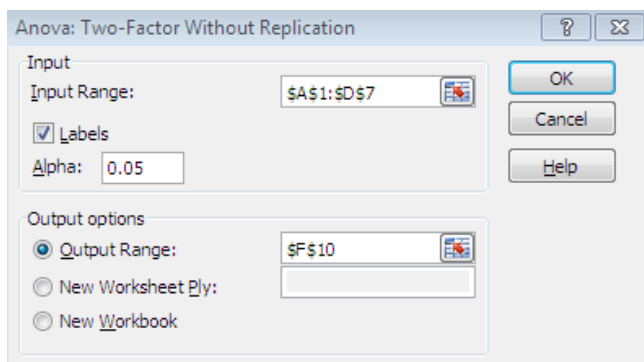 Anova: Two-Factor Without Replication
Input
Input Range: $A$1:$D$7
Labels
Alpha: 0.05
OK
Cancel
Help
Output options
Output Range: $F$10
New Worksheet Ply:
New Workbook